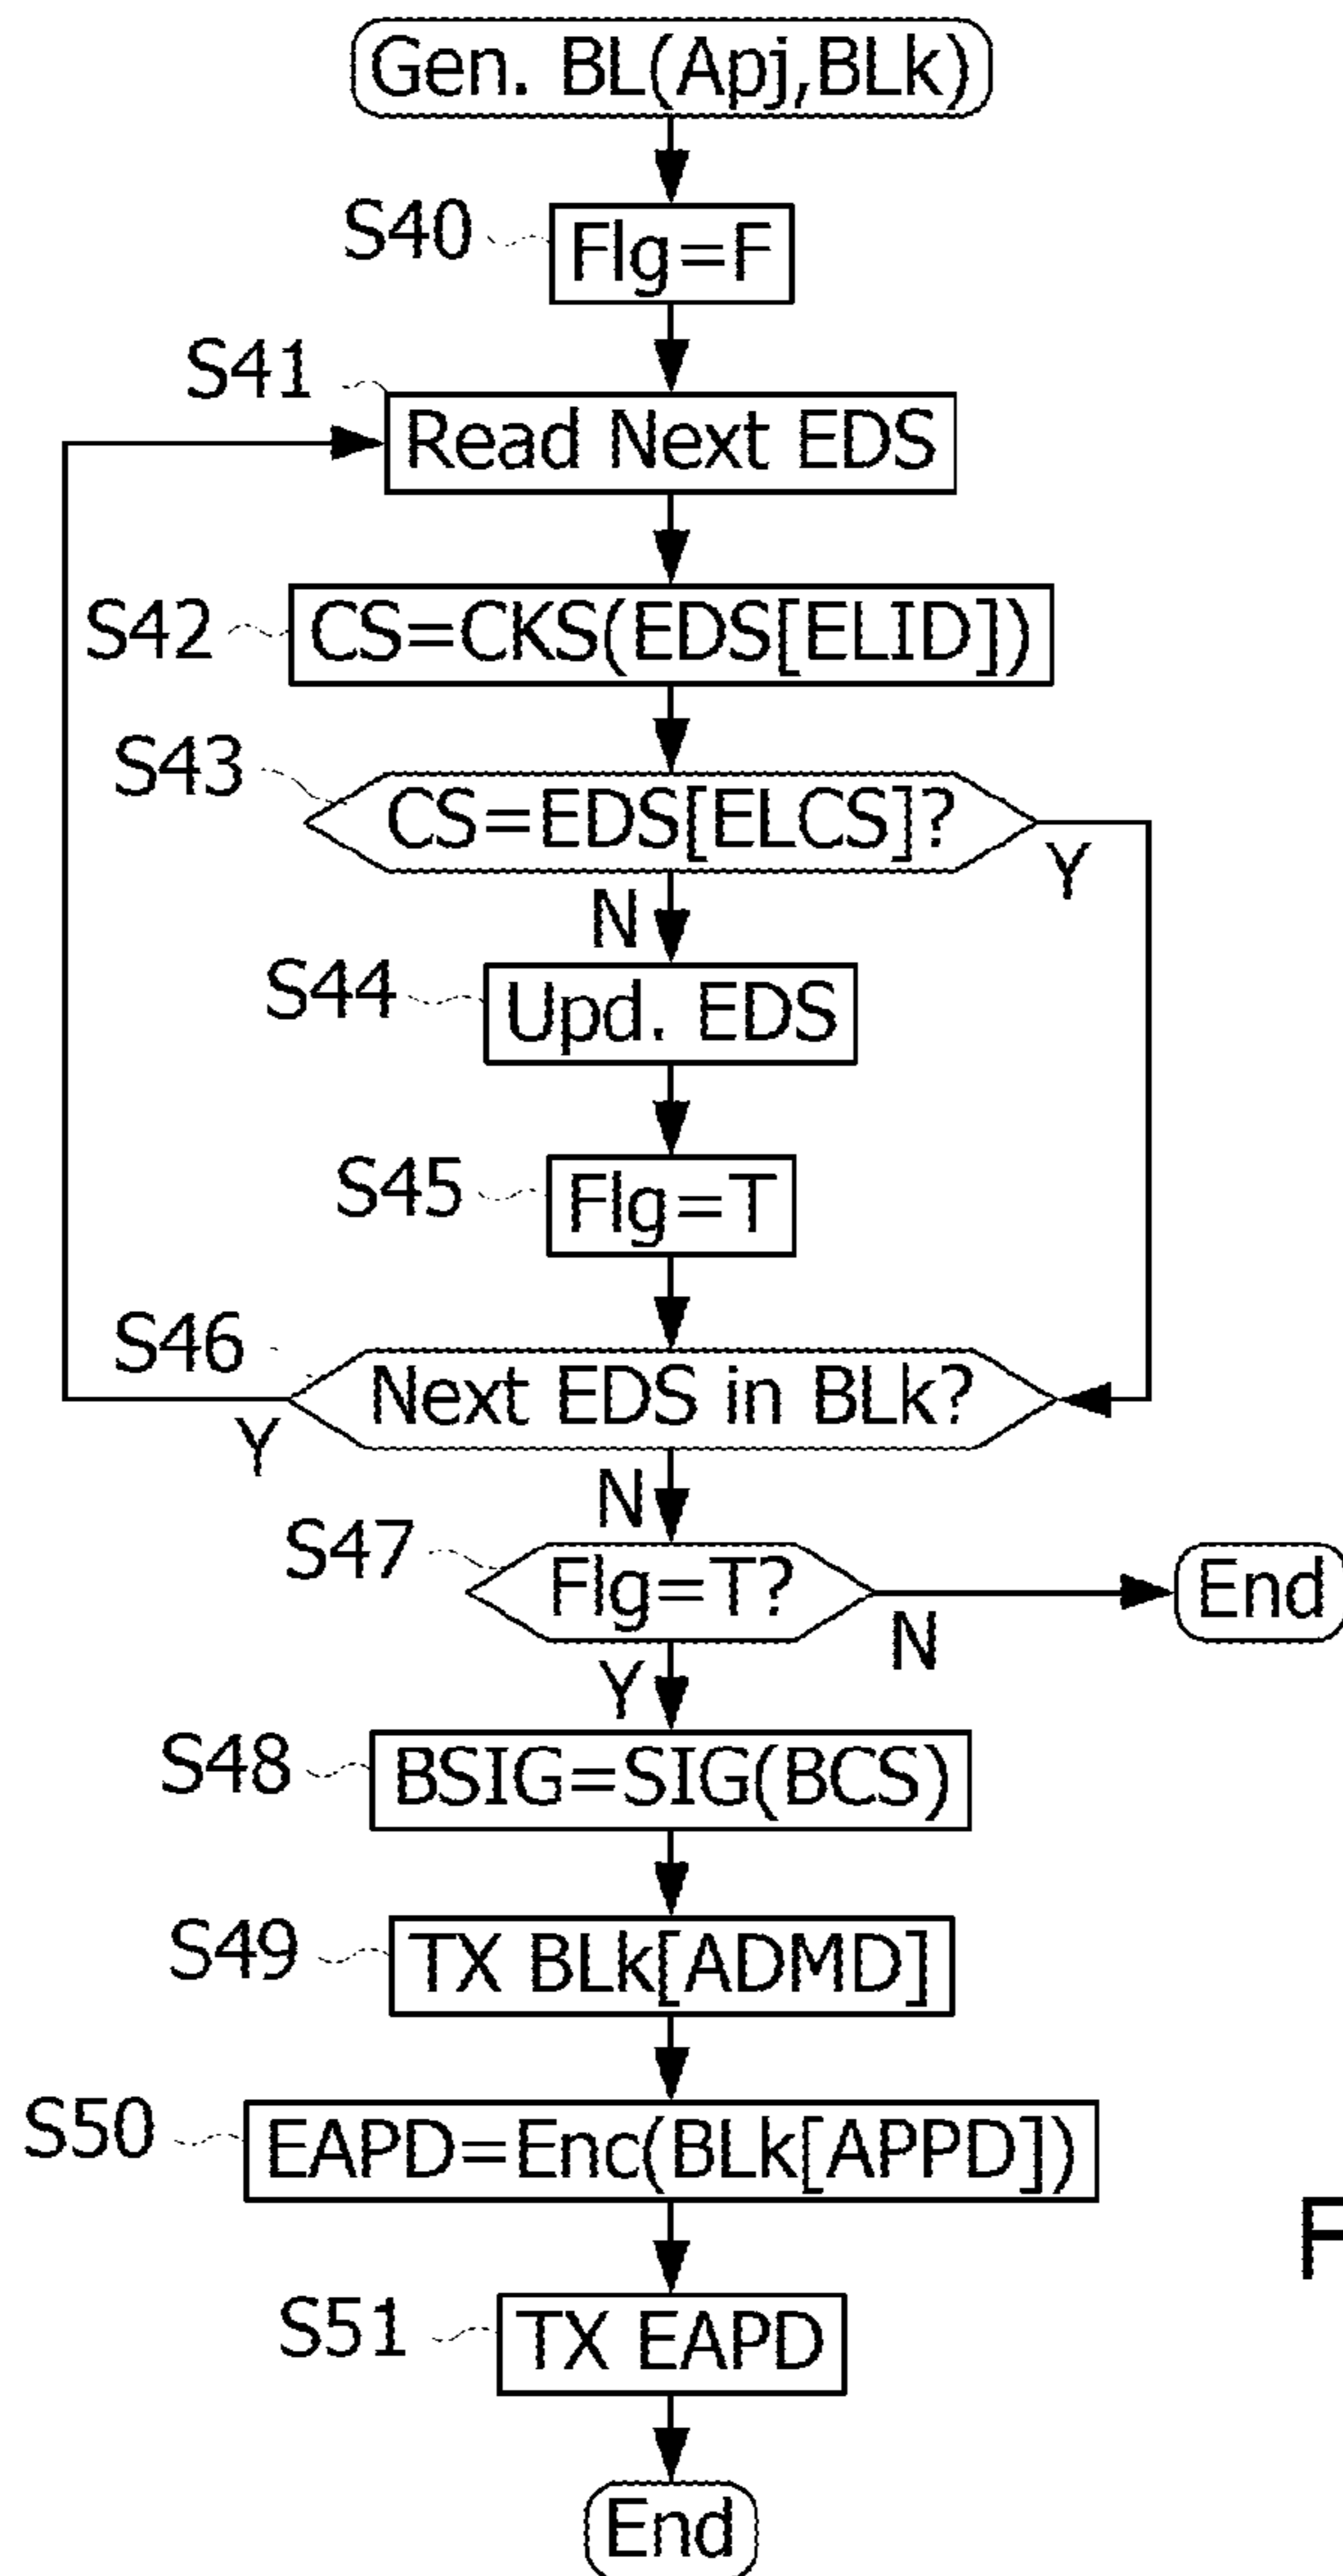 Gen. BL(Apj,BLk)
S40
Flg=F
S41
Read Next EDS
S42
CS=CKS(EDS[ELID])
S43
CS=EDS[ELCS]?
Y
N
S44
Upd. EDS
S45
Flg=T
S46
Next EDS in BLk?
Y
N
S47
Flg=T?
End
N
Y
S48
BSIG=SIG(BCS)
S49
TX BLk[ADMD]
S50
EAPD=Enc(BLk[APPD])
F
S51
TX EAPD
End